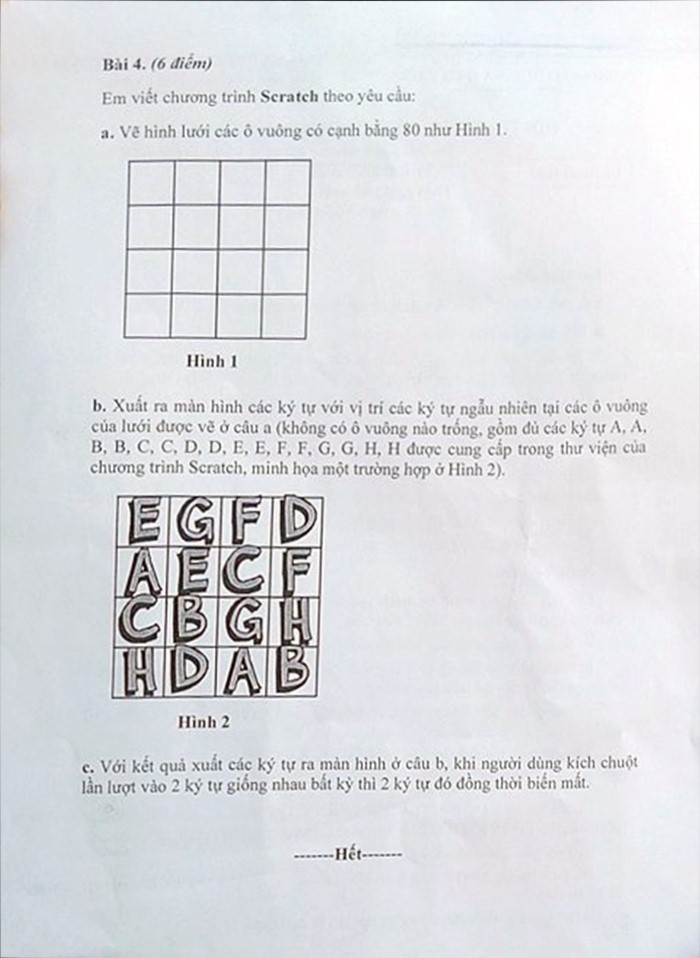 Bài 4. (6 điểm)
Em viết chương trình Scratch theo yêu cầu:
a. Vẽ hình lưới các ô vuông có cạnh bằng 80 như Hình 1.
Hình 1
b. Xuất ra màn hình các ký tự với vị trí các ký tự ngẫu nhiên tại các ô vuông
của lưới được vẽ ở câu a (không có ô vuông nào trống, gồm đủ các ký tự A, A,
B, B, C, C, D, D, E, E, F, F, G, G, H, H được cung cấp trong thư viện của
chương trình Scratch, minh họa một trường hợp ở Hình 2).
E G F D
A E C F
C B G H
H D A B
Hình 2
c. Với kết quả xuất các ký tự ra màn hình ở câu b, khi người dùng kích chuột
lần lượt vào 2 ký tự giống nhau bất kỳ thì 2 ký tự đó đồng thời biến mất.
-------Hết-------